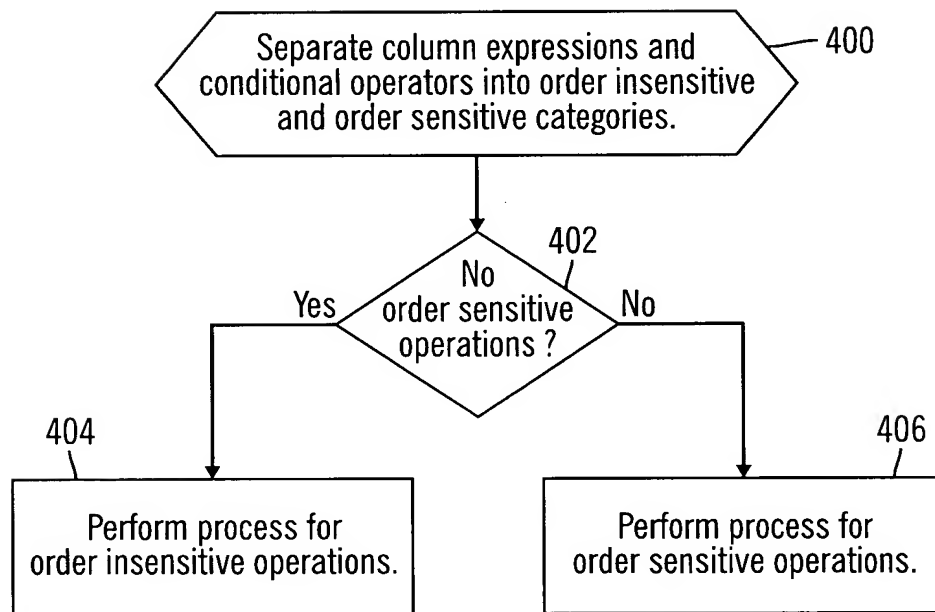 Separate column expressions and
conditional operators into order insensitive
and order sensitive categories.
400
402
No
order sensitive
operations ?
Yes
No
404
406
Perform process for
order insensitive operations.
Perform process for
order sensitive operations.